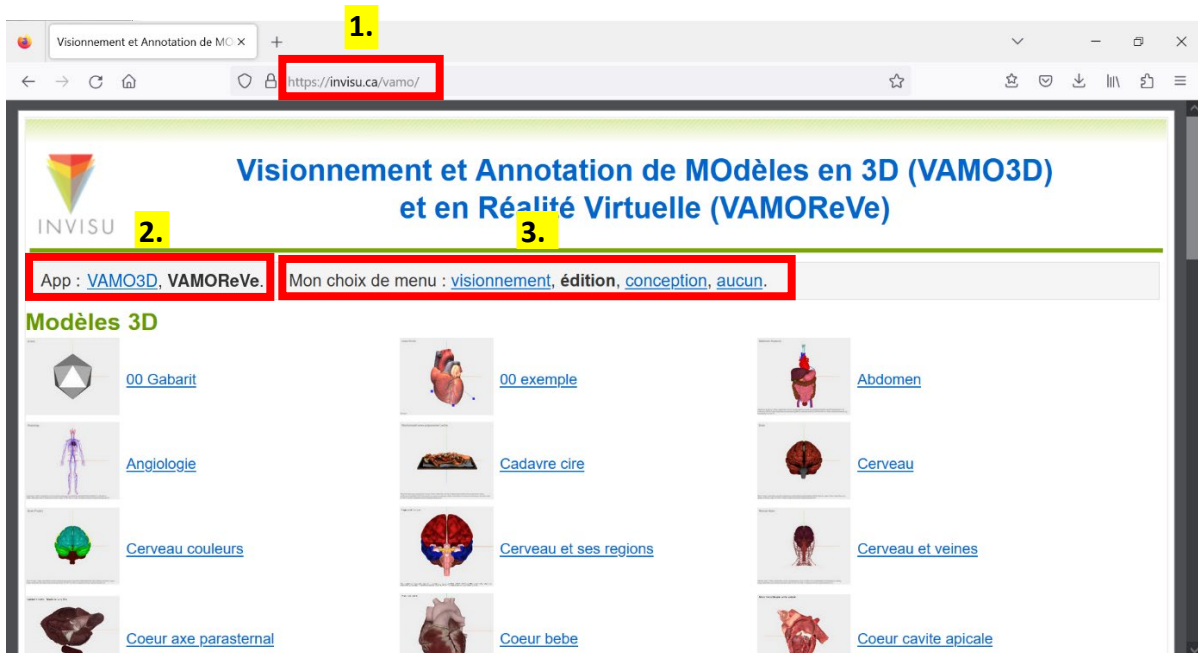 1.
Visionnement et Annotation de MO
https://invisu.ca/vamo/
INVISU
Visionnement et Annotation de MOdèles en 3D (VAMO3D)
et en Réalité Virtuelle (VAMOReVe)
2.
3.
App : VAMO3D, VAMOReVe.
Mon choix de menu : visionnement, édition, conception, aucun.
Modèles 3D
00 Gabarit
00 exemple
Abdomen
Angiologie
Cadavre cire
Cerveau
Cerveau couleurs
Cerveau et ses regions
Cerveau et veines
Coeur axe parasternal
Coeur bebe
Coeur cavite apicale